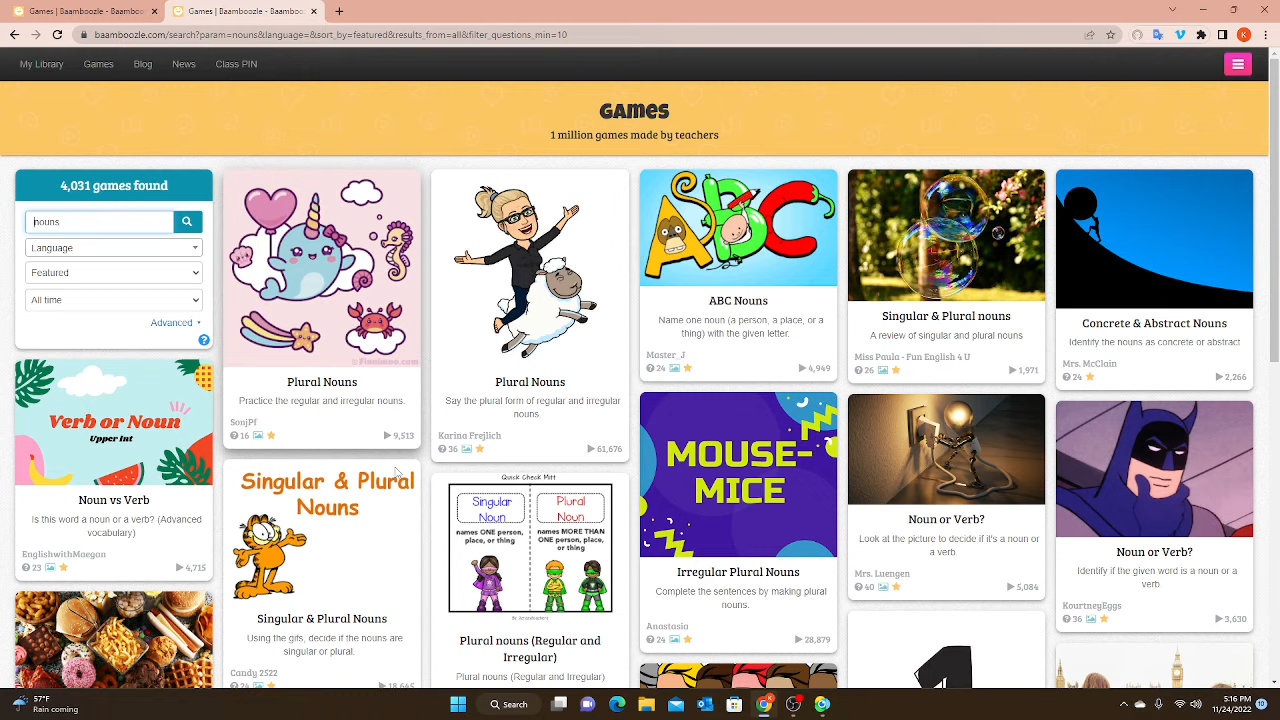 Games | Baamboozle - Baamboo
Games | Baamboozle - Baamboo
baamboozle.com/search?param=nouns&language=&sort_by=feature&results_from=all&filter_questions_min=10
My Library
Games
Blog
News
Class PIN
Games
1 million games made by teachers
4,031 games found
nouns
Language
Featured
All time
Advanced
Verb or Noun
Upper Int
Noun vs Verb
Is this word a noun or a verb? (Advanced
vocabulary)
EnglishwithMaegan
23
4,715
Finnimon.com
Plural Nouns
Practice the regular and irregular nouns.
SonjPf
16
9,513
Singular & Plural
Nouns
Singular & Plural Nouns
Using the gifs, decide if the nouns are
singular or plural.
Candy 2522
24
18,645
Plural Nouns
Say the plural form of regular and irregular
nouns.
Karina Frejlich
36
61,676
Quick Check Mitt
Singular
Noun
Plural
Noun
names ONE person,
place, or thing
names MORE THAN
ONE person, place,
or thing
Plural nouns (Regular and
Irregular)
Plural nouns (Regular and Irregular)
ABC
ABC Nouns
Name one noun (a person, a place, or a
thing) with the given letter.
Master_J
24
4,949
MOUSE-
MICE
Irregular Plural Nouns
Complete the sentences by making plural
nouns.
Anastasia
24
28,879
Singular & Plural nouns
A review of singular and plural nouns
Miss Paula - Fun English 4 U
26
1,971
Noun or Verb?
Look at the picture to decide if it's a noun or
a verb.
Mrs. Luengen
40
5,084
1
Concrete & Abstract Nouns
Identify the nouns as concrete or abstract
Mrs. McClain
24
2,266
Noun or Verb?
Identify if the given word is a noun or a
verb.
KourtneyEggs
36
3,630
57°F
Rain coming
Search
5:16 PM
11/24/2022